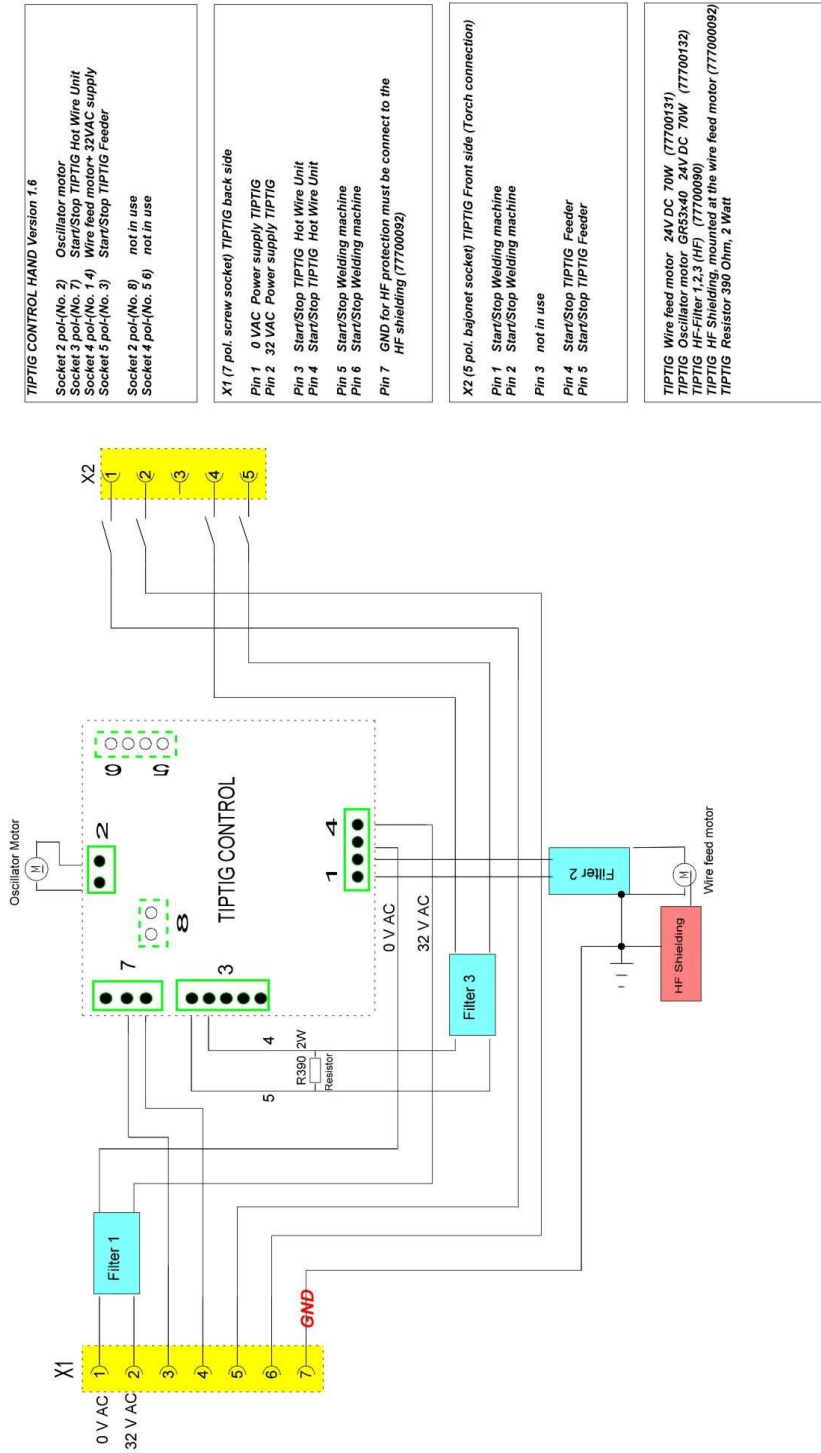 X1
0 V AC
32 V AC
1
2
3
4
5
6
7
GND
Filter 1
Oscillator Motor
M
2
7
8
3
6
5
TIPTIG CONTROL
1
4
5
4
R390 2W
Resistor
0 V AC
32 V AC
Filter 3
Filter 2
HF Shielding
M
Wire feed motor
X2
1
2
3
4
5
TIPTIG CONTROL HAND Version 1.6
Socket 2 pol-(No. 2) Oscillator motor
Socket 3 pol-(No. 7) Start/Stop TIPTIG Hot Wire Unit
Socket 4 pol-(No. 1 4) Wire feed motor+ 32VAC supply
Socket 5 pol-(No. 3) Start/Stop TIPTIG Feeder
Socket 2 pol-(No. 8) not in use
Socket 4 pol-(No. 5 6) not in use
X1 (7 pol. screw socket) TIPTIG back side
Pin 1 0 VAC Power supply TIPTIG
Pin 2 32 VAC Power supply TIPTIG
Pin 3 Start/Stop TIPTIG Hot Wire Unit
Pin 4 Start/Stop TIPTIG Hot Wire Unit
Pin 5 Start/Stop Welding machine
Pin 6 Start/Stop Welding machine
Pin 7 GND for HF protection must be connect to the
HF shielding (77700092)
X2 (5 pol. bajonet socket) TIPTIG Front side (Torch connection)
Pin 1 Start/Stop Welding machine
Pin 2 Start/Stop Welding machine
Pin 3 not in use
Pin 4 Start/Stop TIPTIG Feeder
Pin 5 Start/Stop TIPTIG Feeder
TIPTIG Wire feed motor 24V DC 70W (77700131)
TIPTIG Oscillator motor GR53x40 24V DC 70W (77700132)
TIPTIG HF-Filter 1,2,3 (HF) (77700090)
TIPTIG HF Shielding, mounted at the wire feed motor (777000092)
TIPTIG Resistor 390 Ohm, 2 Watt